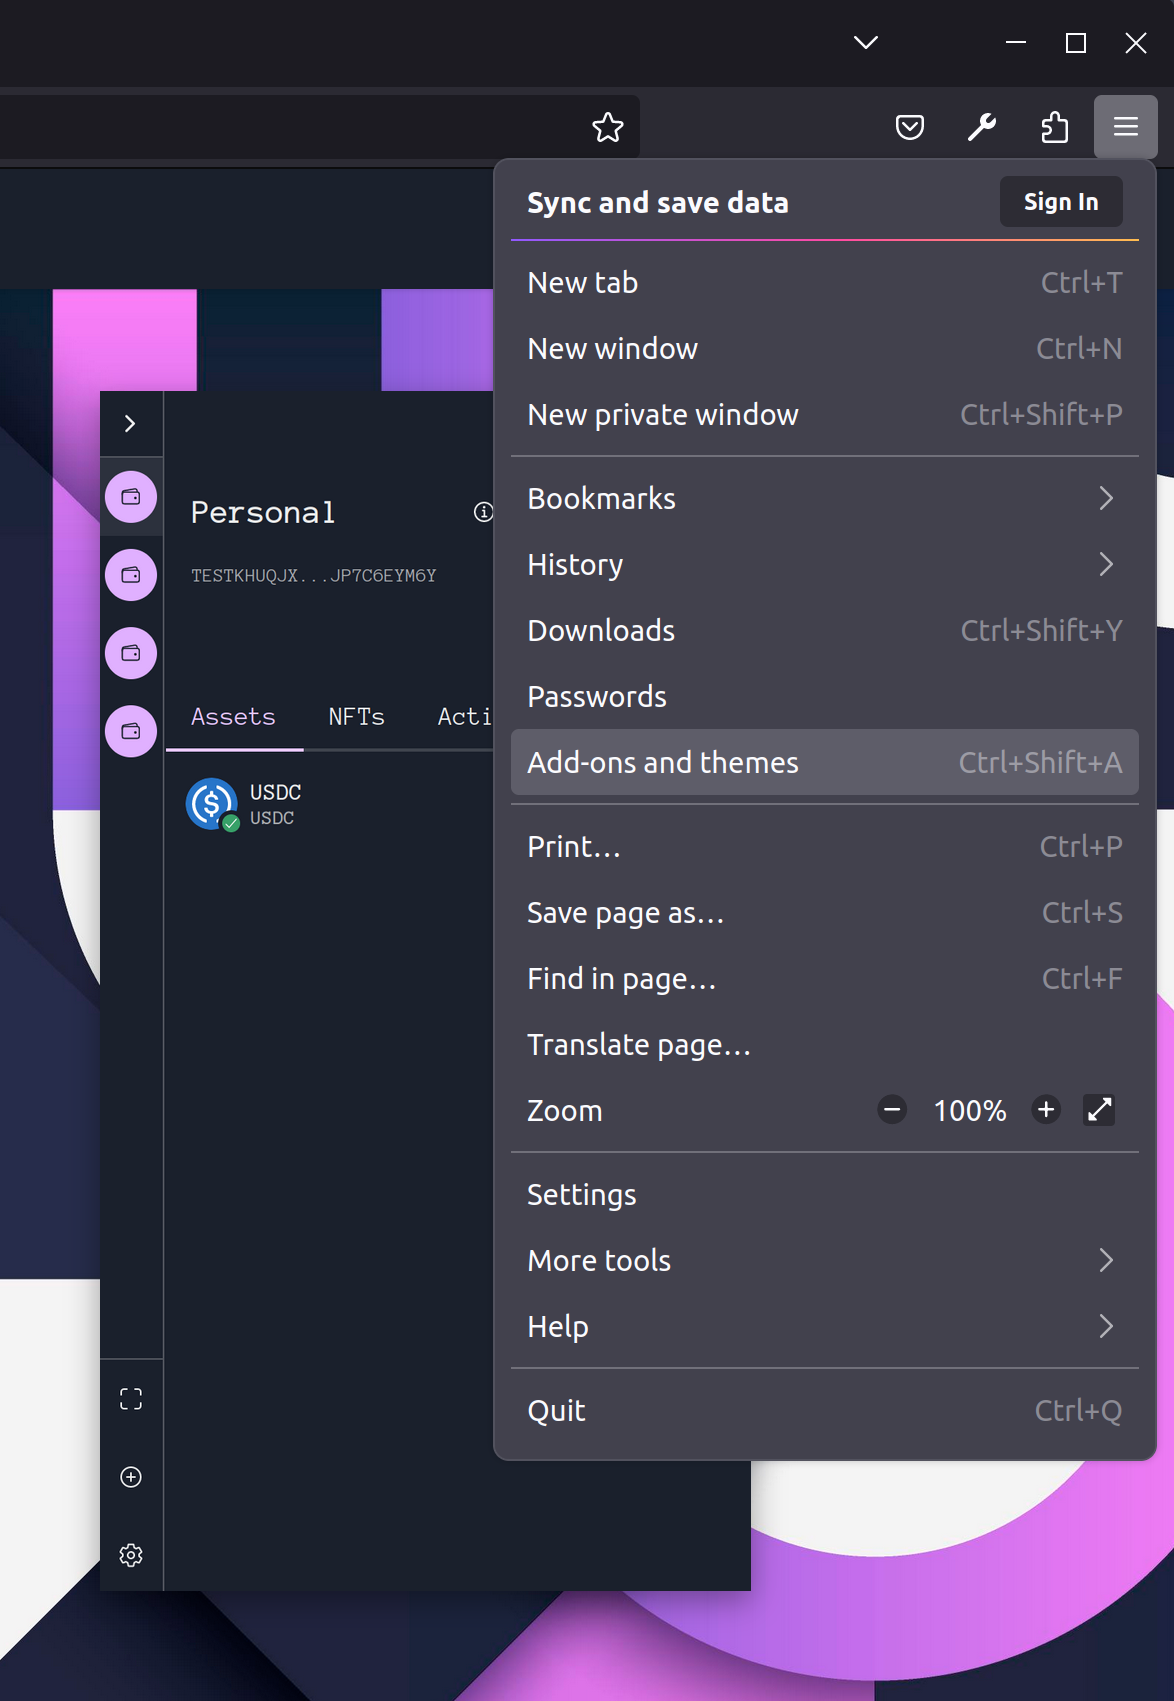 Sync and save data
Sign In
New tab Ctrl+T
New window Ctrl+N
New private window Ctrl+Shift+P
Bookmarks
History
Downloads Ctrl+Shift+Y
Passwords
Add-ons and themes Ctrl+Shift+A
Print... Ctrl+P
Save page as... Ctrl+S
Find in page... Ctrl+F
Translate page...
Zoom 100%
Settings
More tools
Help
Quit Ctrl+Q
Personal
TESTKHUQJX...JP7C6EYM6Y
Assets NFTs Acti
USDC
USDC